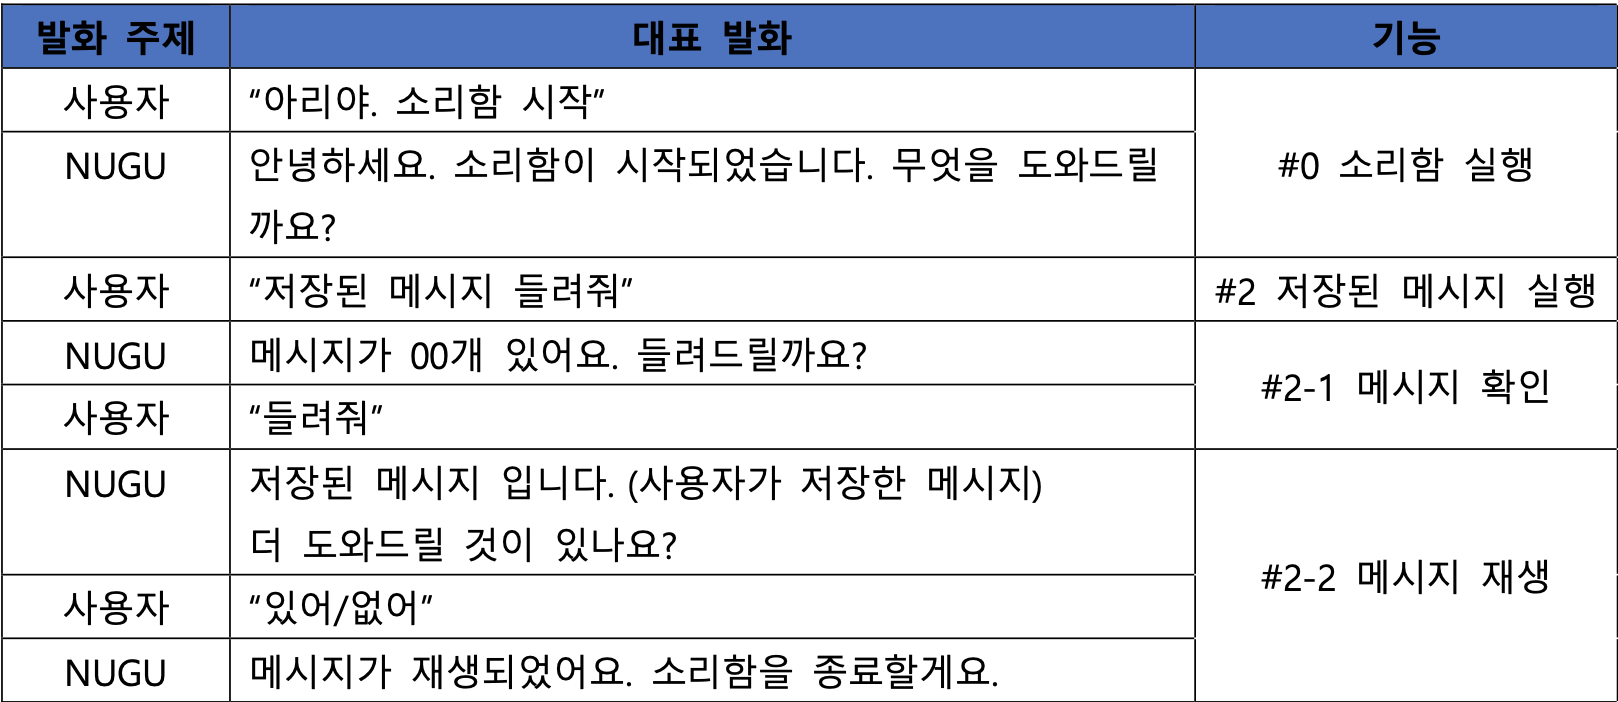 발화 주제 대표 발화 기능
사용자 “아리야. 소리함 시작”
#0 소리함 실행
NUGU 안녕하세요. 소리함이 시작되었습니다. 무엇을 도와드릴
까요?
사용자 “저장된 메시지 들려줘” #2 저장된 메시지 실행
NUGU 메시지가 00개 있어요. 들려드릴까요?
#2-1 메시지 확인
사용자 “들려줘”
NUGU 저장된 메시지 입니다. (사용자가 저장한 메시지)
더 도와드릴 것이 있나요?
#2-2 메시지 재생
사용자 “있어/없어”
NUGU 메시지가 재생되었어요. 소리함을 종료할게요.